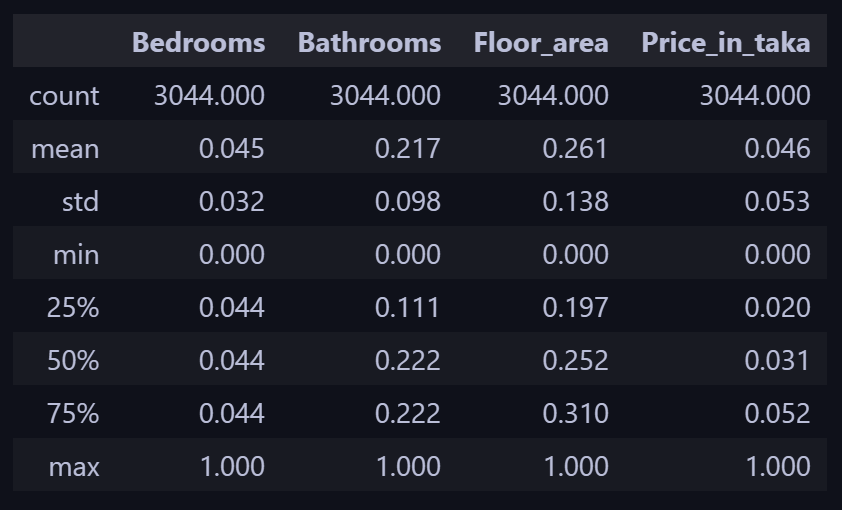 Bedrooms Bathrooms Floor_area Price_in_taka
count 3044.000 3044.000 3044.000 3044.000
mean 0.045 0.217 0.261 0.046
std 0.032 0.098 0.138 0.053
min 0.000 0.000 0.000 0.000
25% 0.044 0.111 0.197 0.020
50% 0.044 0.222 0.252 0.031
75% 0.044 0.222 0.310 0.052
max 1.000 1.000 1.000 1.000